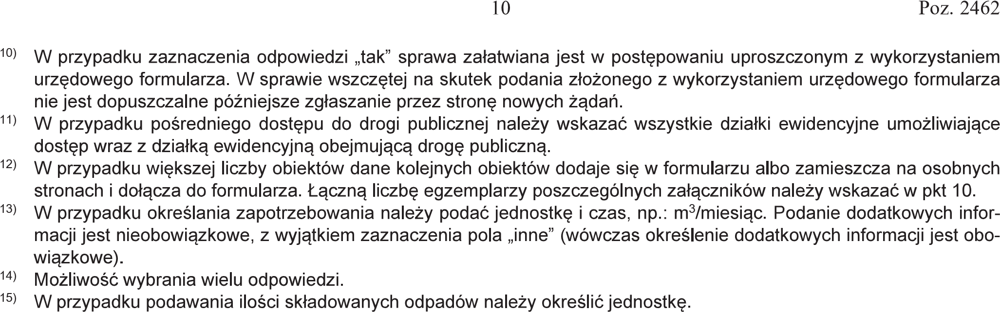 10 Poz. 2462
10) W przypadku zaznaczenia odpowiedzi „tak” sprawa załatwiana jest w postępowaniu uproszczonym z wykorzystaniem
urzędowego formularza. W sprawie wszczętej na skutek podania złożonego z wykorzystaniem urzędowego formularza
nie jest dopuszczalne późniejsze zgłaszanie przez stronę nowych żądań.
11) W przypadku pośredniego dostępu do drogi publicznej należy wskazać wszystkie działki ewidencyjne umożliwiające
dostęp wraz z działką ewidencyjną obejmującą drogę publiczną.
12) W przypadku większej liczby obiektów dane kolejnych obiektów dodaje się w formularzu albo zamieszcza na osobnych
stronach i dołącza do formularza. Łączną liczbę egzemplarzy poszczególnych załączników należy wskazać w pkt 10.
13) W przypadku określania zapotrzebowania należy podać jednostkę i czas, np.: m³/miesiąc. Podanie dodatkowych infor-
macji jest nieobowiązkowe, z wyjątkiem zaznaczenia pola „inne” (wówczas określenie dodatkowych informacji jest obo-
wiązkowe).
14) Możliwość wybrania wielu odpowiedzi.
15) W przypadku podawania ilości składowanych odpadów należy określić jednostkę.